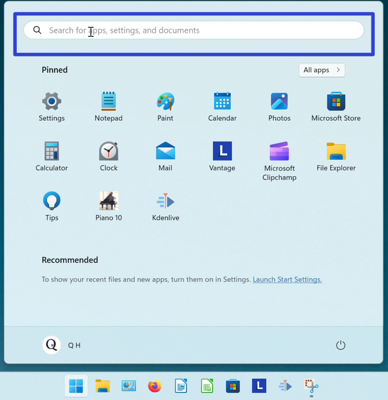 Search for apps, settings, and documents
Pinned
All apps
Settings Notepad Paint Calendar Photos Microsoft Store
Calculator Clock Mail Vantage Microsoft Clipchamp File Explorer
Tips Piano 10 Kdenlive
Recommended
To show your recent files and new apps, turn them on in Settings. Launch Start Settings.
Q Q H
L